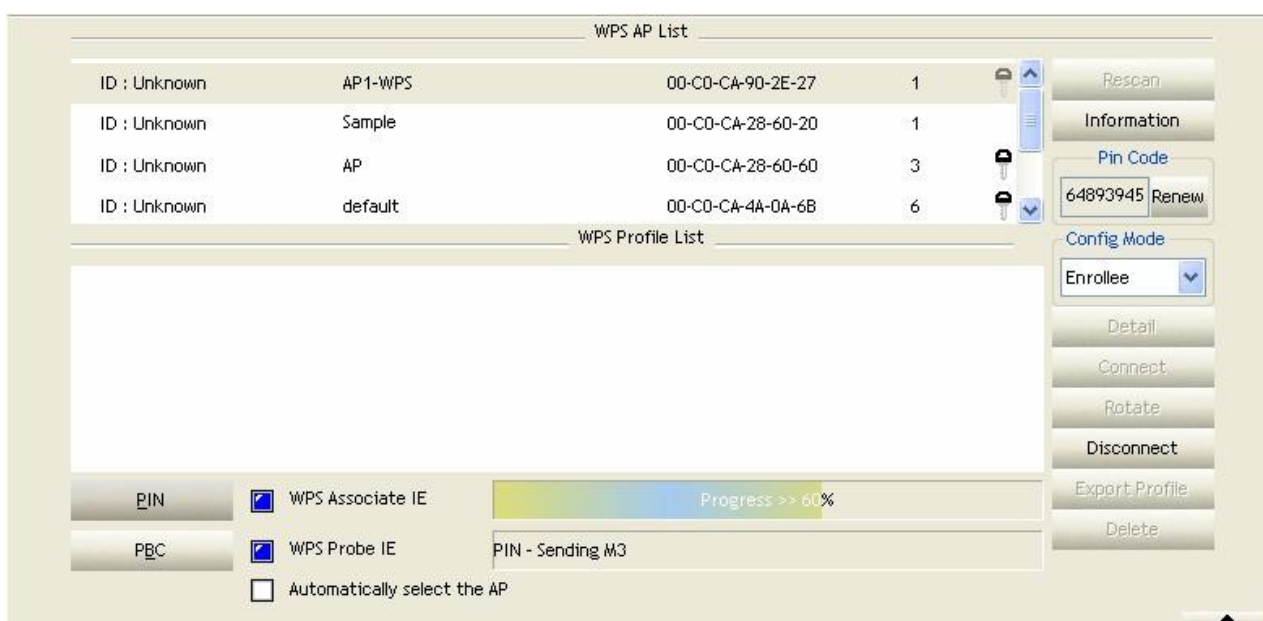 WPS AP List
ID : Unknown AP1-WPS 00-C0-CA-90-2E-27 1
ID : Unknown Sample 00-C0-CA-28-60-20 1
ID : Unknown AP 00-C0-CA-28-60-60 3
ID : Unknown default 00-C0-CA-4A-0A-6B 6
Rescan
Information
Pin Code
64893945 Renew
Config Mode
Enrollee
WPS Profile List
Detail
Connect
Rotate
Disconnect
Export Profile
Delete
PIN WPS Associate IE Progress >> 60%
PBC WPS Probe IE PIN - Sending M3
Automatically select the AP